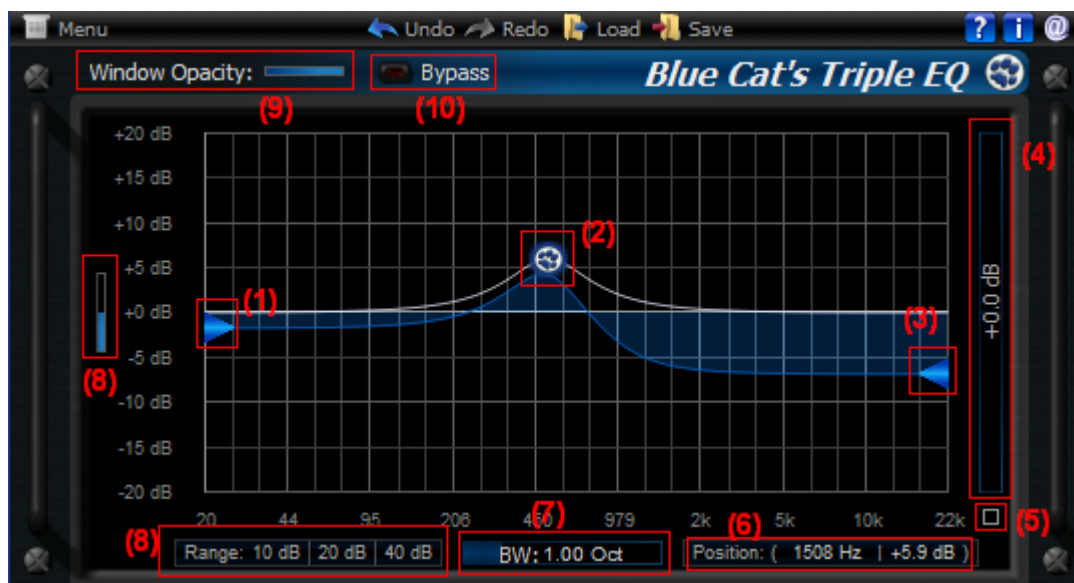 Menu Undo Redo Load Save ? i @
Window Opacity: Bypass Blue Cat's Triple EQ
(9) (10)
+20 dB
(4)
+15 dB
+10 dB
(2)
+5 dB
+0.0 dB
(1)
+0 dB
(3)
-5 dB
(8)
-10 dB
-15 dB
-20 dB
20 44 95 206 450 979 2k 5k 10k 22k
(7) (6) (5)
(8) Range: 10 dB 20 dB 40 dB BW: 1.00 Oct Position: ( 1508 Hz | +5.9 dB )